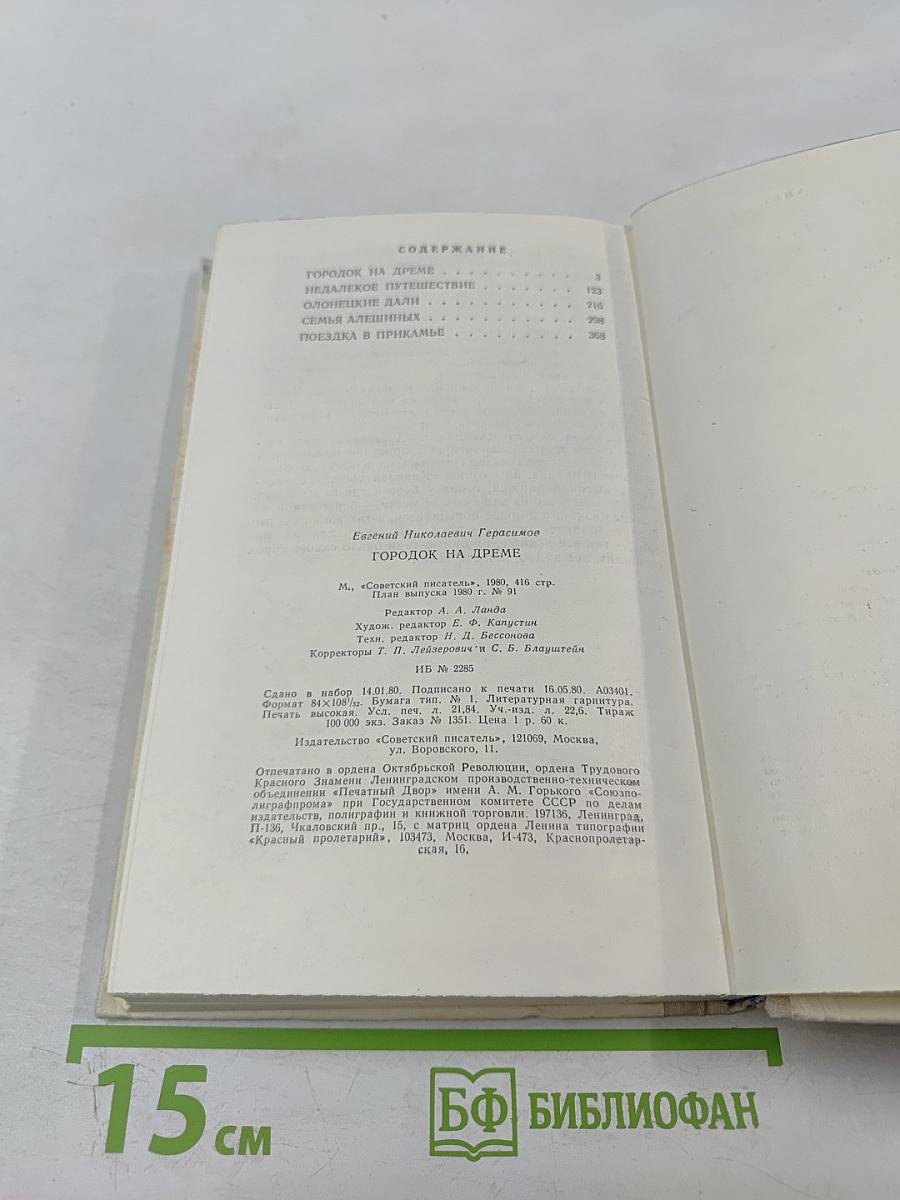 СОДЕРЖАНИЕ
ГОРОДОК НА ДРЕМЕ . . . . . . . . . . 3
НЕДАЛЕКОЕ ПУТЕШЕСТВИЕ . . . . . . . 123
ОЛОНЕЦКИЕ ДАЛИ . . . . . . . . . . . 216
СЕМЬЯ АЛЕШИНЫХ . . . . . . . . . . . 298
ПОЕЗДКА В ПРИКАМЬЕ . . . . . . . . . 368
Евгений Николаевич Герасимов
ГОРОДОК НА ДРЕМЕ
М., «Советский писатель», 1980, 416 стр.
План выпуска 1980 г. № 91
Редактор А. А. Ланда
Худож. редактор Е. Ф. Капустин
Техн. редактор Н. Д. Бессонова
Корректоры Т. П. Лейзерович и С. Б. Блауштейн
ИБ № 2285
Сдано в набор 14.01.80. Подписано к печати 16.05.80. А03401.
Формат 84×108¹/₃₂. Бумага тип. № 1. Литературная гарнитура.
Печать высокая. Усл. печ. л. 21,84. Уч.-изд. л. 22,6. Тираж
100 000 экз. Заказ № 1351. Цена 1 р. 60 к.
Издательство «Советский писатель», 121069, Москва,
ул. Воровского, 11.
Отпечатано в ордена Октябрьской Революции, ордена Трудового
Красного Знамени Ленинградском производственно-техническом
объединении «Печатный Двор» имени А. М. Горького «Союзпо-
лиграфпрома» при Государственном комитете СССР по делам
издательств, полиграфии и книжной торговли. 197136, Ленинград,
П-136, Чкаловский пр., 15, с матриц ордена Ленина типографии
«Красный пролетарий», 103473, Москва, И-473, Краснопролетар-
ская, 16.
15 см
БФ БИБЛИОФАН